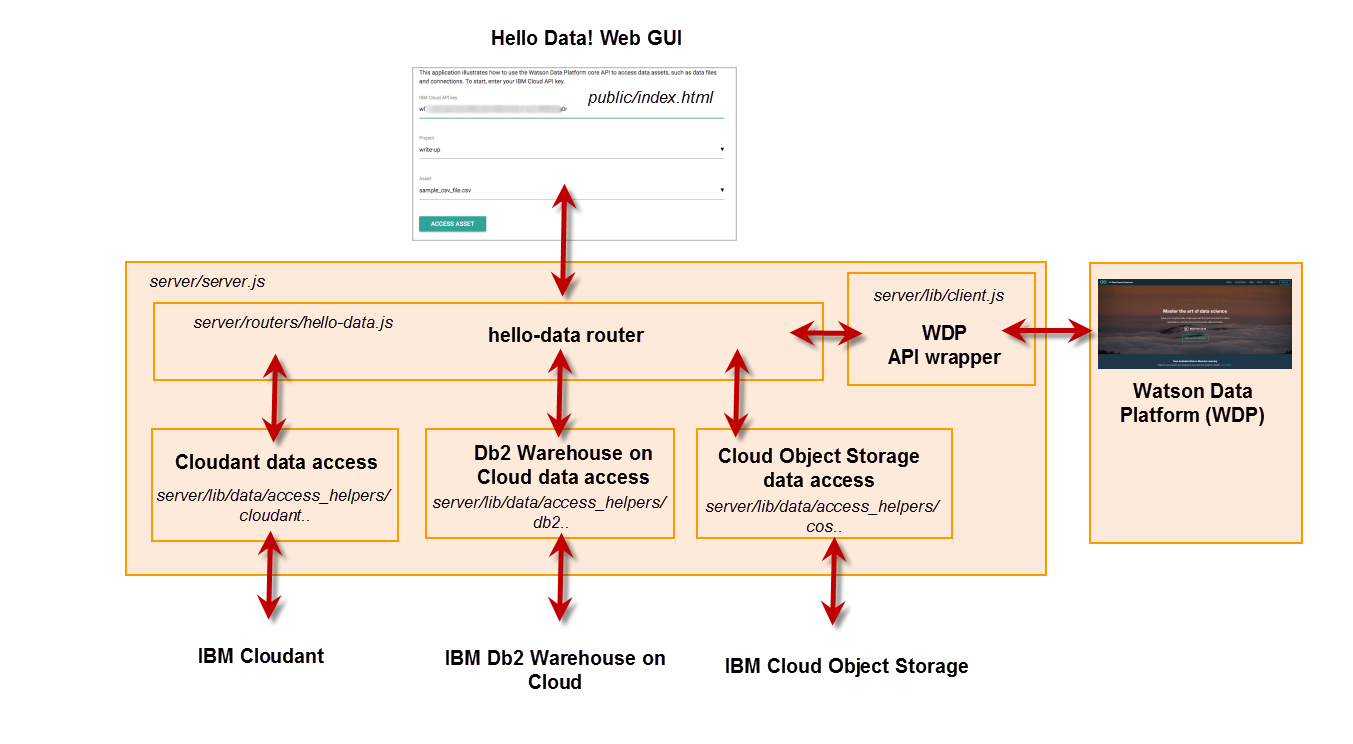 Hello Data! Web GUI
This application illustrates how to use the Watson Data Platform core API to access data assets, such as data files
and connections. To start, enter your IBM Cloud API key.
IBM Cloud API key
public/index.html
Project
write-up
Asset
sample_csv_file.csv
ACCESS ASSET
server/server.js
server/routers/hello-data.js
hello-data router
server/lib/client.js
WDP
API wrapper
Master the art of data science
Watson Data
Platform (WDP)
Cloudant data access
server/lib/data/access_helpers/
cloudant..
Db2 Warehouse on
Cloud data access
server/lib/data/access_helpers/
db2..
Cloud Object Storage
data access
server/lib/data/access_helpers/
cos..
IBM Cloudant
IBM Db2 Warehouse on
Cloud
IBM Cloud Object Storage